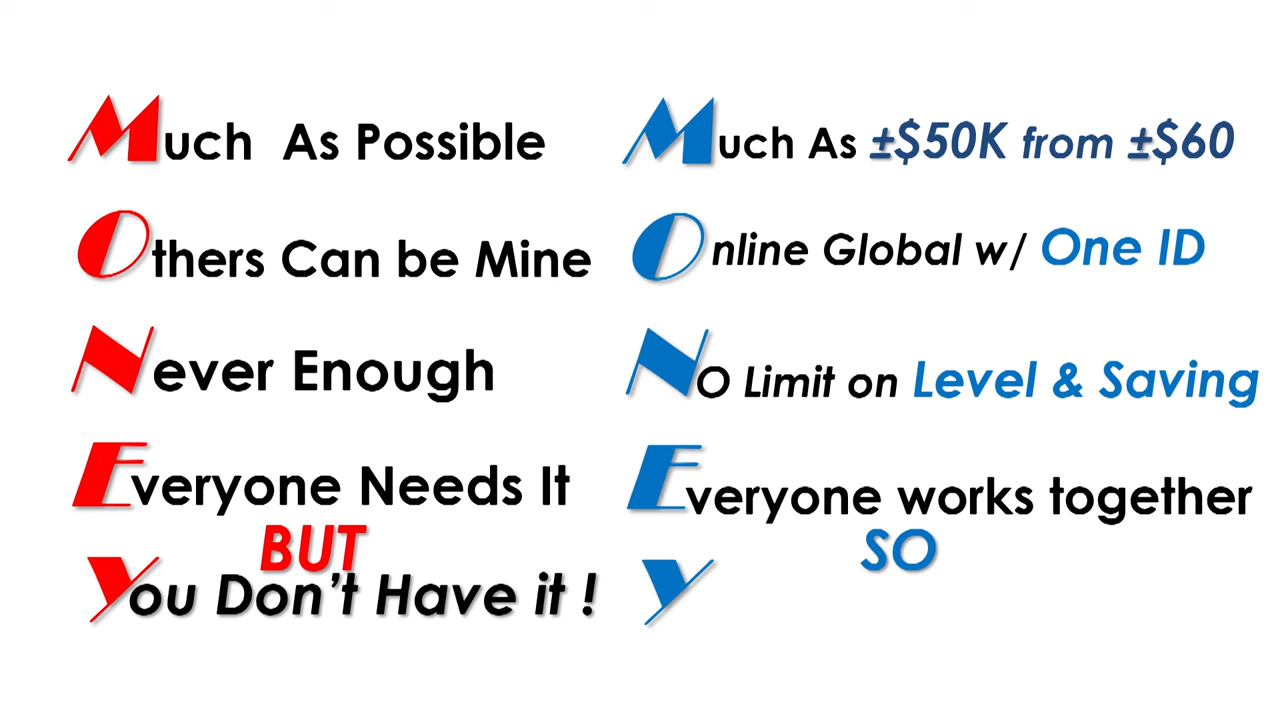 Much As Possible
Others Can be Mine
Never Enough
Everyone Needs It
BUT
You Don't Have it !
Much As ±$50K from ±$60
Online Global w/ One ID
NO Limit on Level & Saving
Everyone works together
SO
Y